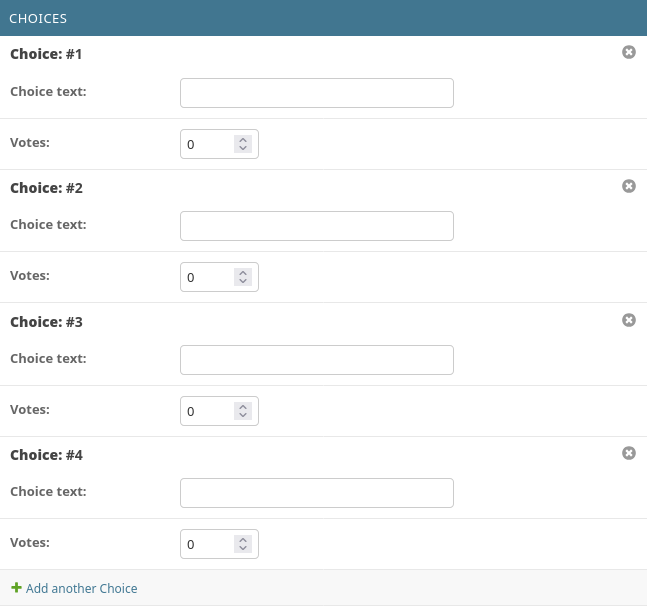 CHOICES
Choice: #1
Choice text:
Votes: 0
Choice: #2
Choice text:
Votes: 0
Choice: #3
Choice text:
Votes: 0
Choice: #4
Choice text:
Votes: 0
Add another Choice